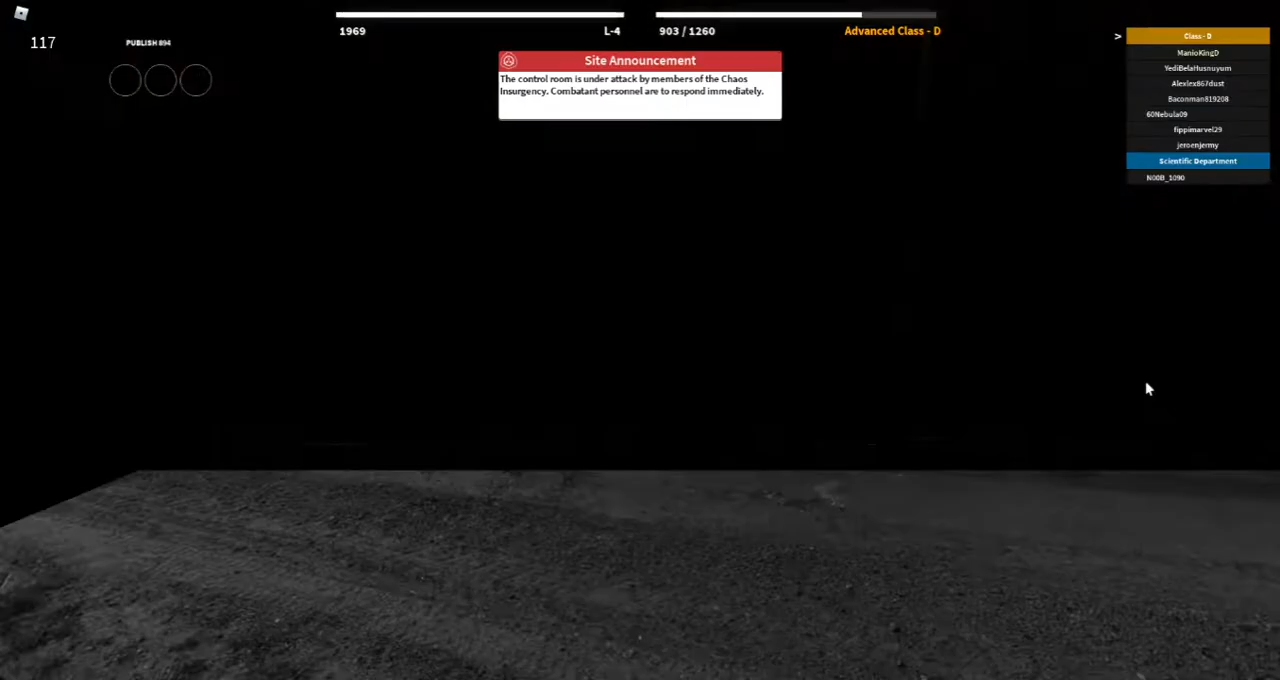 117
PUBLISH 894
1969
L-4
903 / 1260
Advanced Class - D
Site Announcement
The control room is under attack by members of the Chaos
Insurgency. Combatant personnel are to respond immediately.
>
Class - D
ManioKingD
YediBelaHusnuyum
Alexlex867dust
Baconman819208
60Nebula09
fippimarvel29
jeroenjermy
Scientific Department
N00B_1090